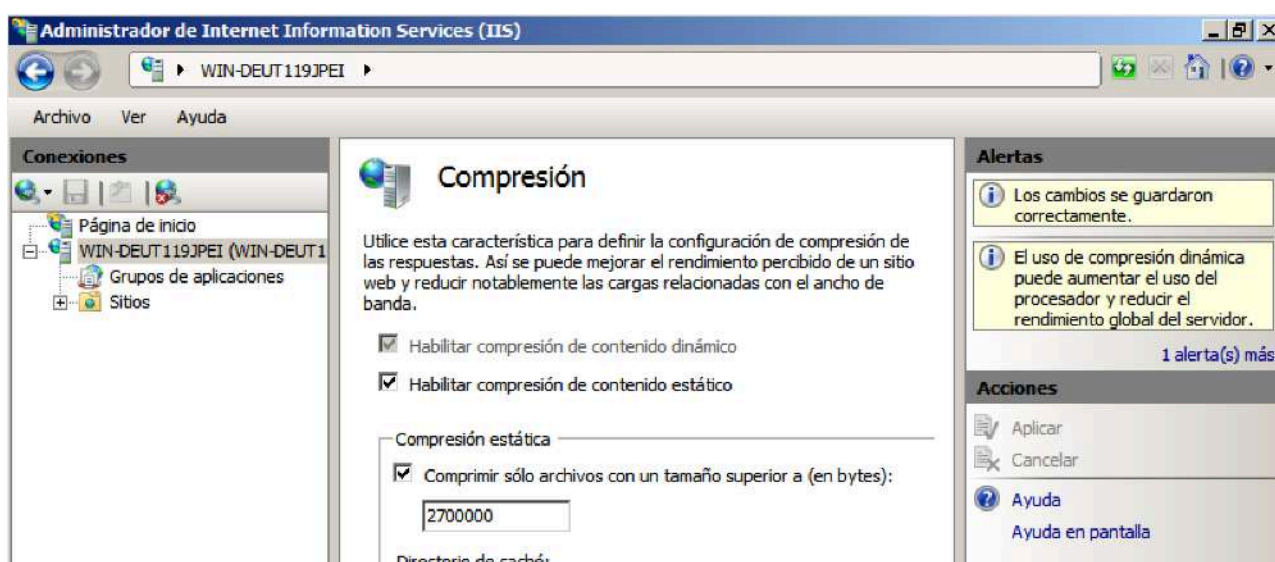 Administrador de Internet Information Services (IIS)
WIN-DEUT119JPEI
Archivo Ver Ayuda
Conexiones
Página de inicio
WIN-DEUT119JPEI (WIN-DEUT1
Grupos de aplicaciones
Sitios
Compresión
Utilice esta característica para definir la configuración de compresión de
las respuestas. Así se puede mejorar el rendimiento percibido de un sitio
web y reducir notablemente las cargas relacionadas con el ancho de
banda.
Habilitar compresión de contenido dinámico
Habilitar compresión de contenido estático
Compresión estática
Comprimir sólo archivos con un tamaño superior a (en bytes):
2700000
Directorio de caché:
Alertas
Los cambios se guardaron
correctamente.
El uso de compresión dinámica
puede aumentar el uso del
procesador y reducir el
rendimiento global del servidor.
1 alerta(s) más
Acciones
Aplicar
Cancelar
Ayuda
Ayuda en pantalla